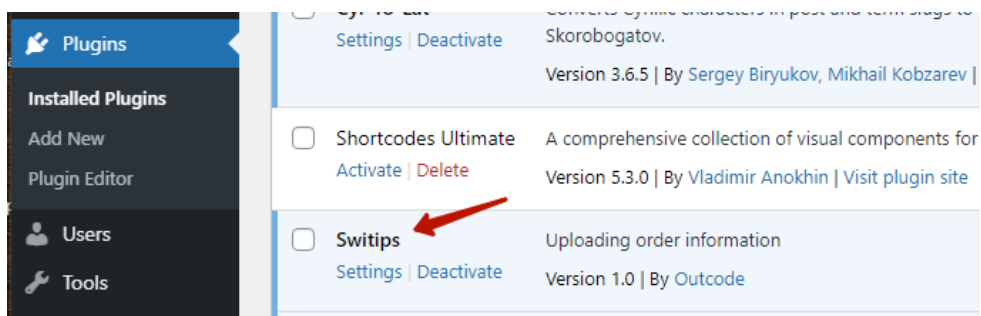 Plugins
Installed Plugins
Add New
Plugin Editor
Users
Tools
Cyr-To-Lat
Settings | Deactivate
Converts Cyrillic characters in post and term slugs to
Skorobogatov.
Version 3.6.5 | By Sergey Biryukov, Mikhail Kobzarev |
Shortcodes Ultimate
Activate | Delete
A comprehensive collection of visual components for
Version 5.3.0 | By Vladimir Anokhin | Visit plugin site
Switips
Settings | Deactivate
Uploading order information
Version 1.0 | By Outcode